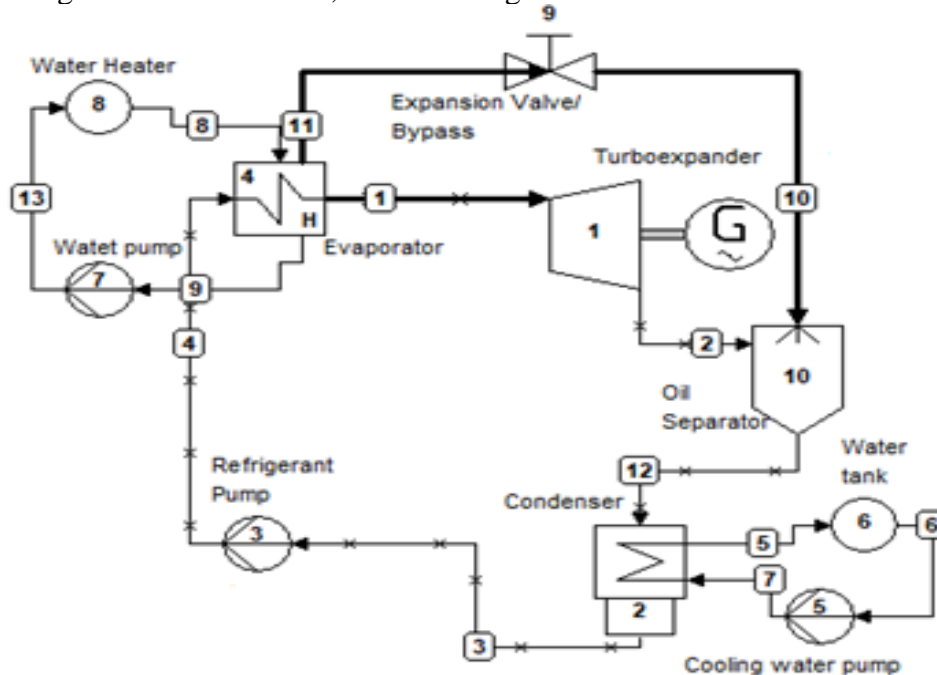 9
Water Heater
8
8
11
Expansion Valve/
Bypass
Turboexpander
4
H
1
13
10
1
G
Evaporator
Watet pump
7
9
4
2
10
Oil
Separator
Water
tank
12
Refrigerant
Pump
Condenser
3
5
6
6
7
2
5
3
Cooling water pump